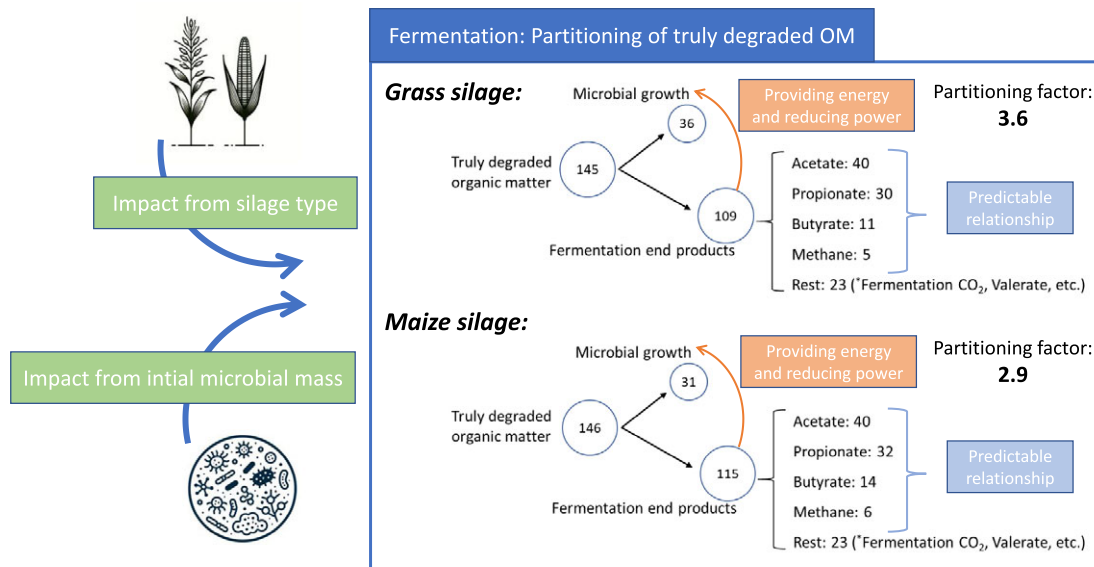 Fermentation: Partitioning of truly degraded OM
Impact from silage type
Impact from intial microbial mass
Grass silage:
Microbial growth
36
Truly degraded
organic matter
145
109
Fermentation end products
Providing energy
and reducing power
Partitioning factor:
3.6
Acetate: 40
Propionate: 30
Butyrate: 11
Methane: 5
Rest: 23 (*Fermentation CO₂, Valerate, etc.)
Predictable
relationship
Maize silage:
Microbial growth
31
Truly degraded
organic matter
146
115
Fermentation end products
Providing energy
and reducing power
Partitioning factor:
2.9
Acetate: 40
Propionate: 32
Butyrate: 14
Methane: 6
Rest: 23 (*Fermentation CO₂, Valerate, etc.)
Predictable
relationship